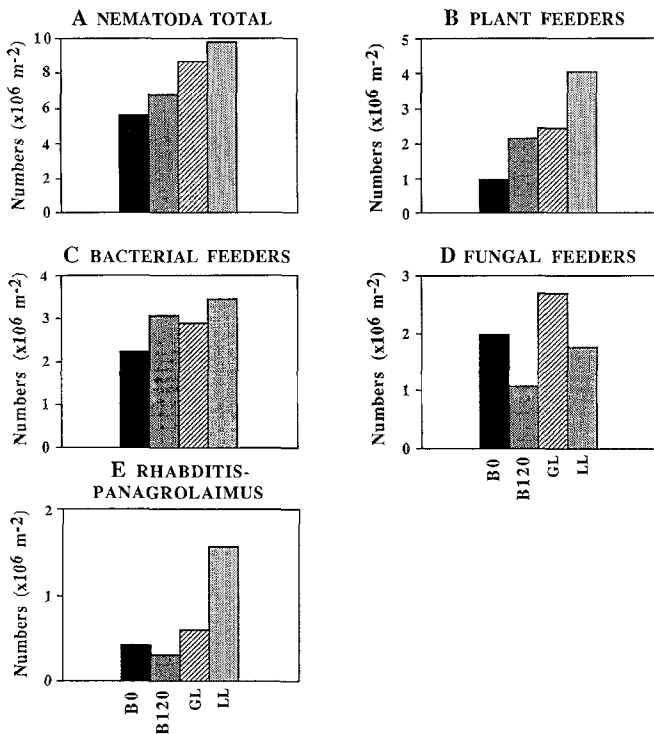 A NEMATODA TOTAL
Numbers (x10⁶ m⁻²)
10
8
6
4
2
0
B PLANT FEEDERS
Numbers (x10⁶ m⁻²)
5
4
3
2
1
0
C BACTERIAL FEEDERS
Numbers (x10⁶ m⁻²)
4
3
2
1
0
D FUNGAL FEEDERS
Numbers (x10⁶ m⁻²)
3
2
1
0
B0
B120
GL
LL
E RHABDITIS-
PANAGROLAIMUS
Numbers (x10⁶ m⁻²)
2
1
0
B0
B120
GL
LL